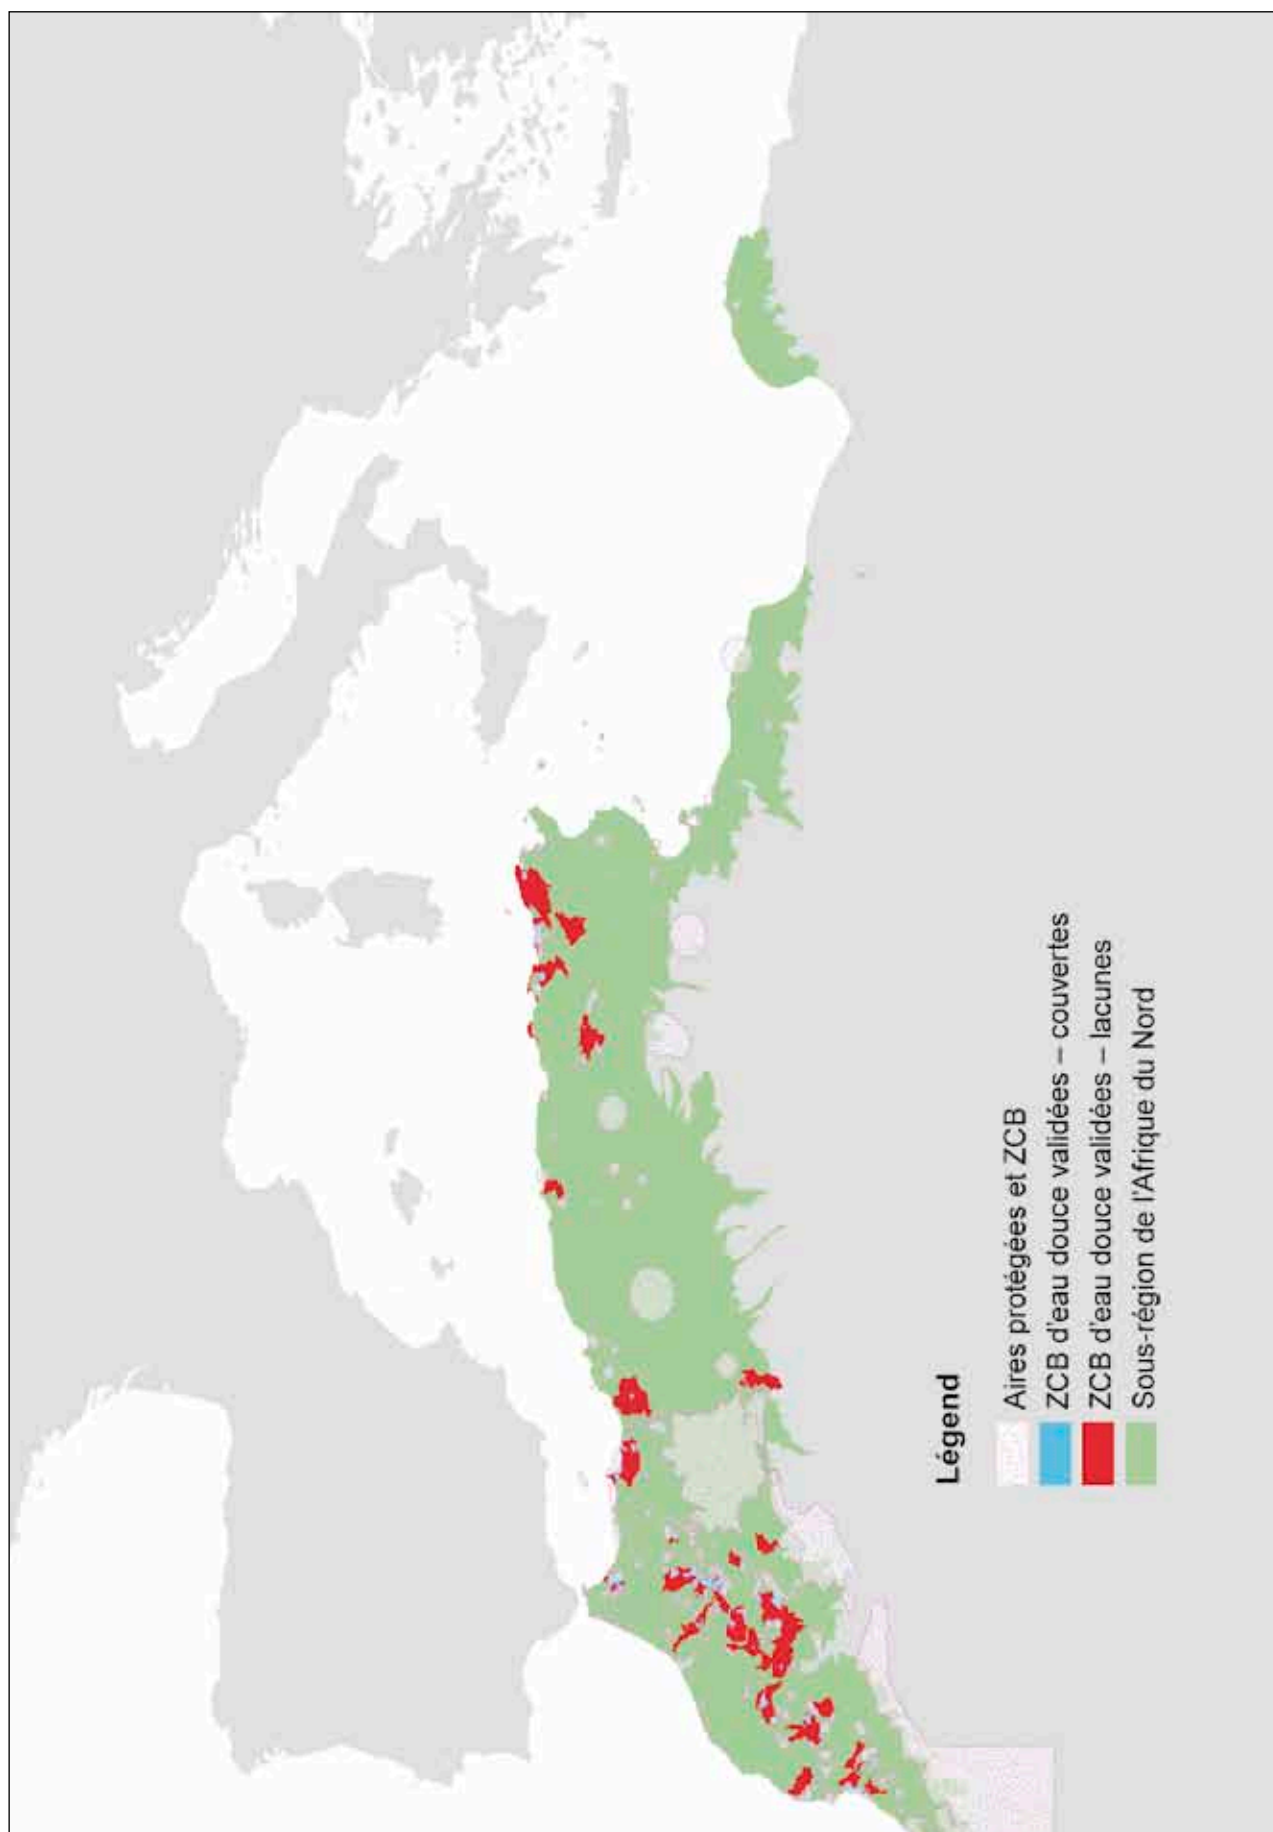 Légend
Aires protégées et ZCB
ZCB d'eau douce validées – couvertes
ZCB d'eau douce validées – lacunes
Sous-région de l'Afrique du Nord